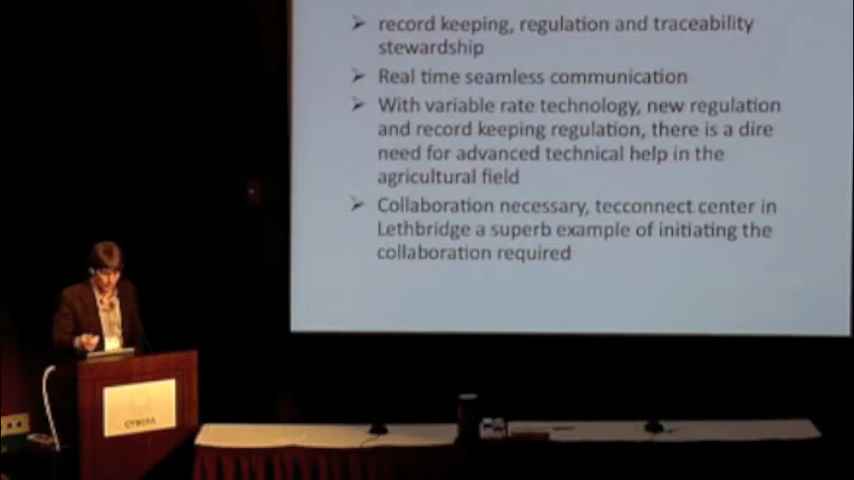 ➢ record keeping, regulation and traceability
stewardship
➢ Real time seamless communication
➢ With variable rate technology, new regulation
and record keeping regulation, there is a dire
need for advanced technical help in the
agricultural field
➢ Collaboration necessary, tecconnect center in
Lethbridge a superb example of initiating the
collaboration required
CYBERA